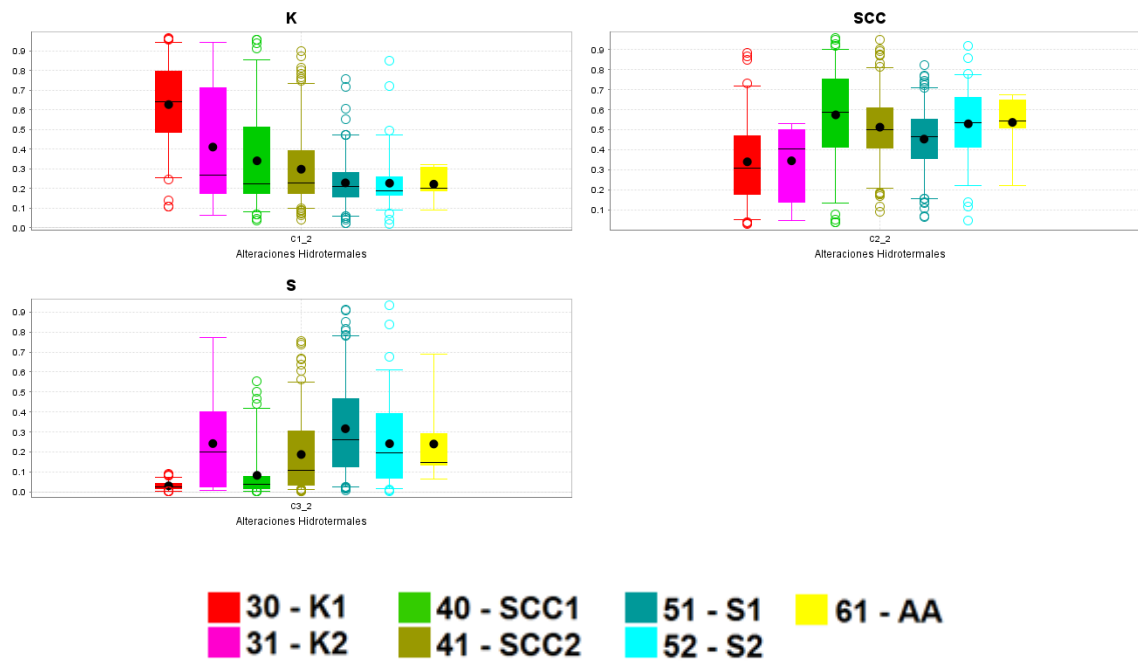 K
0.9
0.8
0.7
0.6
0.5
0.4
0.3
0.2
0.1
0.0
c1_2
Alteraciones Hidrotermales
SCC
0.9
0.8
0.7
0.6
0.5
0.4
0.3
0.2
0.1
c2_2
Alteraciones Hidrotermales
S
0.9
0.8
0.7
0.6
0.5
0.4
0.3
0.2
0.1
0.0
c3_2
Alteraciones Hidrotermales
30 - K1 40 - SCC1 51 - S1 61 - AA
31 - K2 41 - SCC2 52 - S2